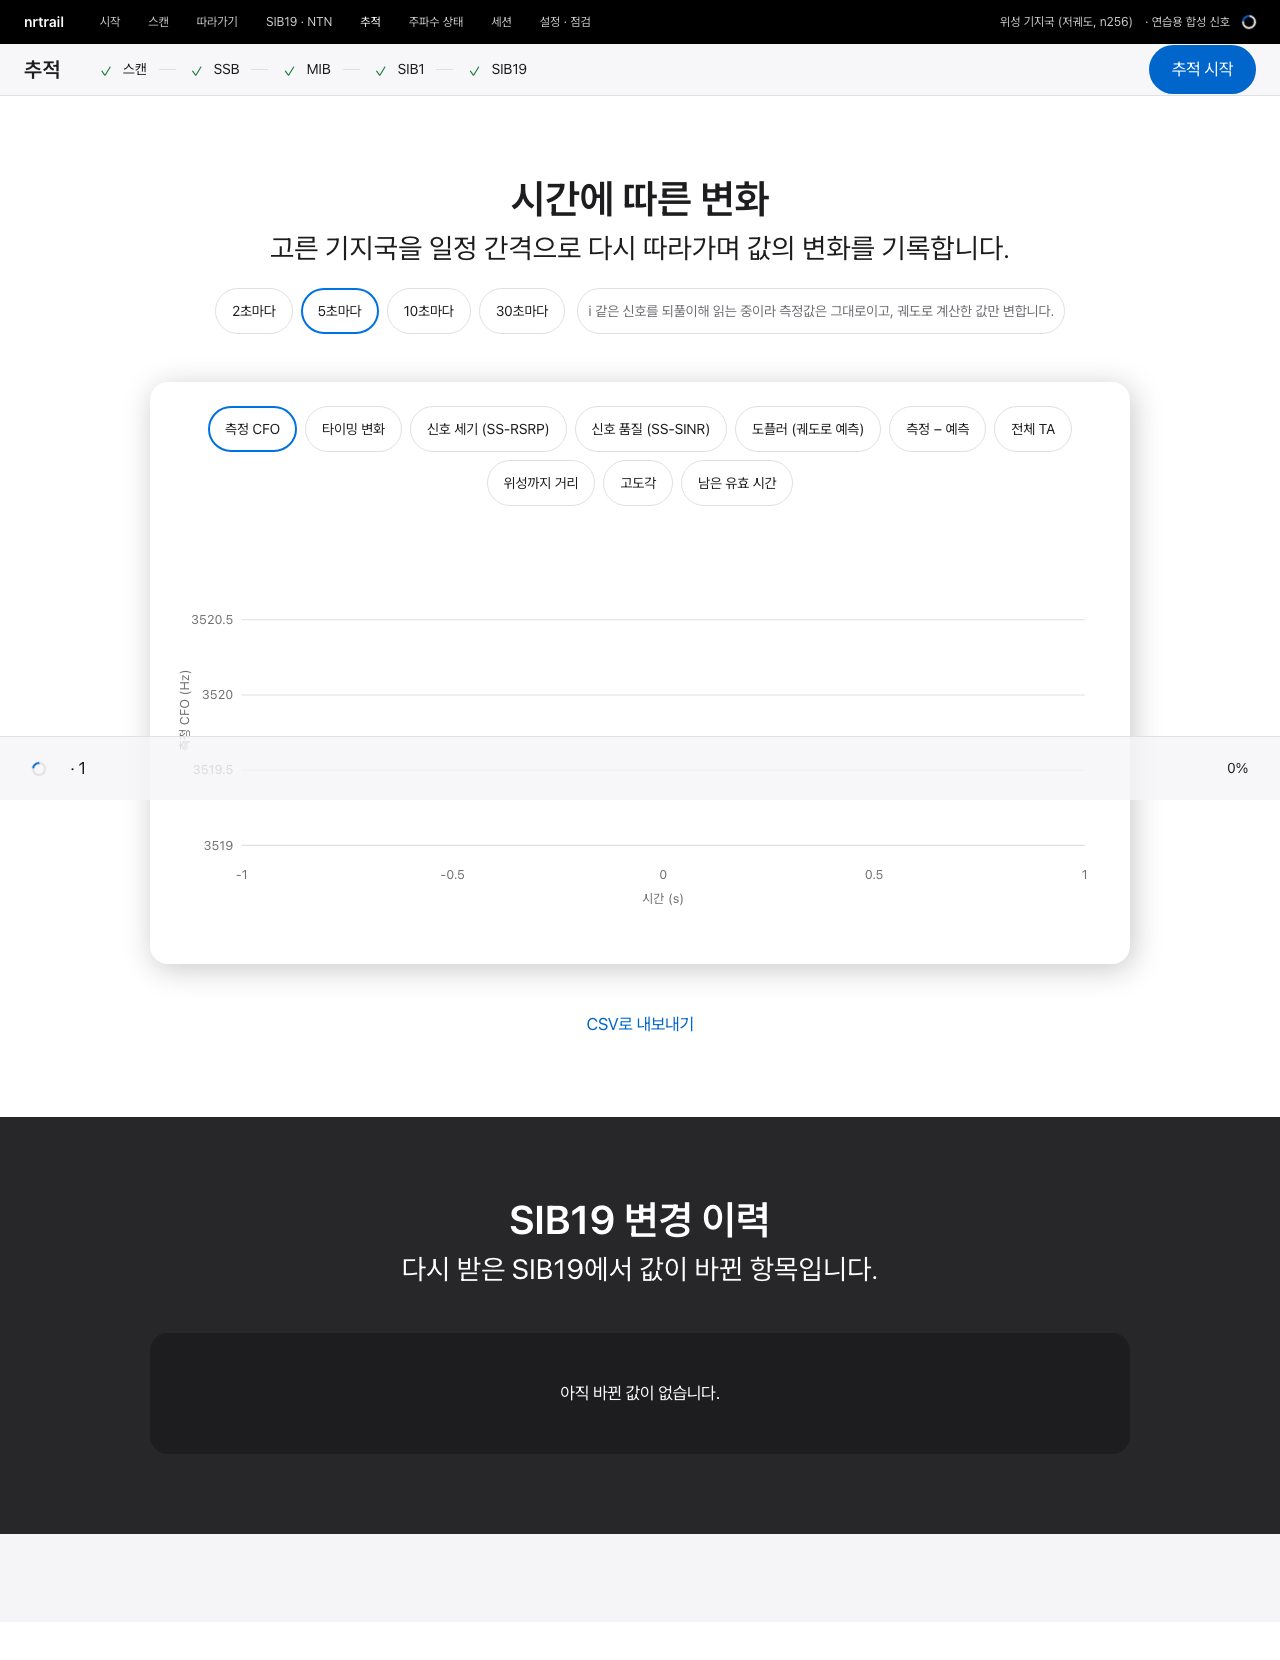 nrtrail 시작 스캔 따라가기 SIB19 · NTN 추적 주파수 상태 세션 설정 · 점검 위성 기지국 (저궤도, n256) · 연습용 합성 신호
추적 스캔 SSB MIB SIB1 SIB19 추적 시작
시간에 따른 변화
고른 기지국을 일정 간격으로 다시 따라가며 값의 변화를 기록합니다.
2초마다 5초마다 10초마다 30초마다 i 같은 신호를 되풀이해 읽는 중이라 측정값은 그대로이고, 궤도로 계산한 값만 변합니다.
측정 CFO 타이밍 변화 신호 세기 (SS-RSRP) 신호 품질 (SS-SINR) 도플러 (궤도로 예측) 측정 − 예측 전체 TA
위성까지 거리 고도각 남은 유효 시간
3520.5
3520
측정 CFO (Hz)
3519.5
· 1 0%
3519
-1 -0.5 0 0.5 1
시간 (s)
CSV로 내보내기
SIB19 변경 이력
다시 받은 SIB19에서 값이 바뀐 항목입니다.
아직 바뀐 값이 없습니다.